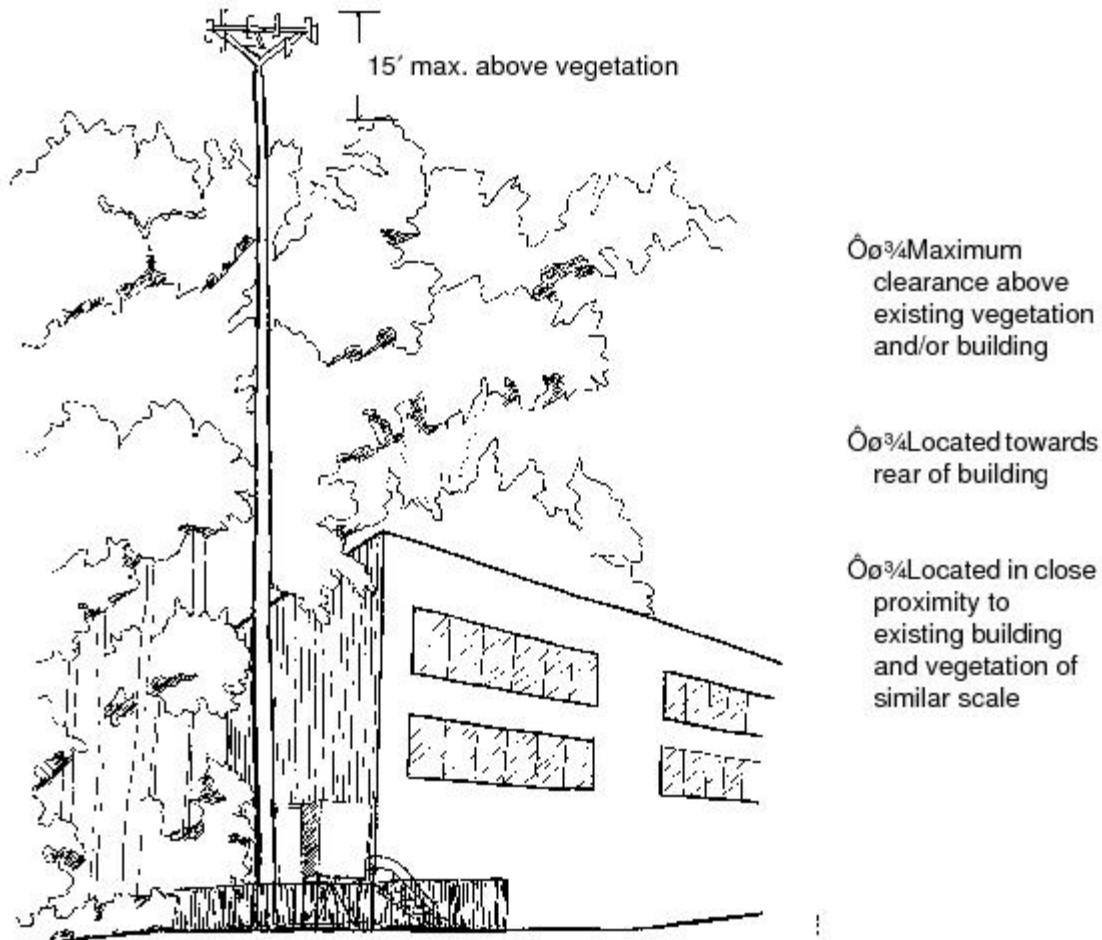 15′ max. above vegetation
Ôø¾Maximum
clearance above
existing vegetation
and/or building
Ôø¾Located towards
rear of building
Ôø¾Located in close
proximity to
existing building
and vegetation of
similar scale